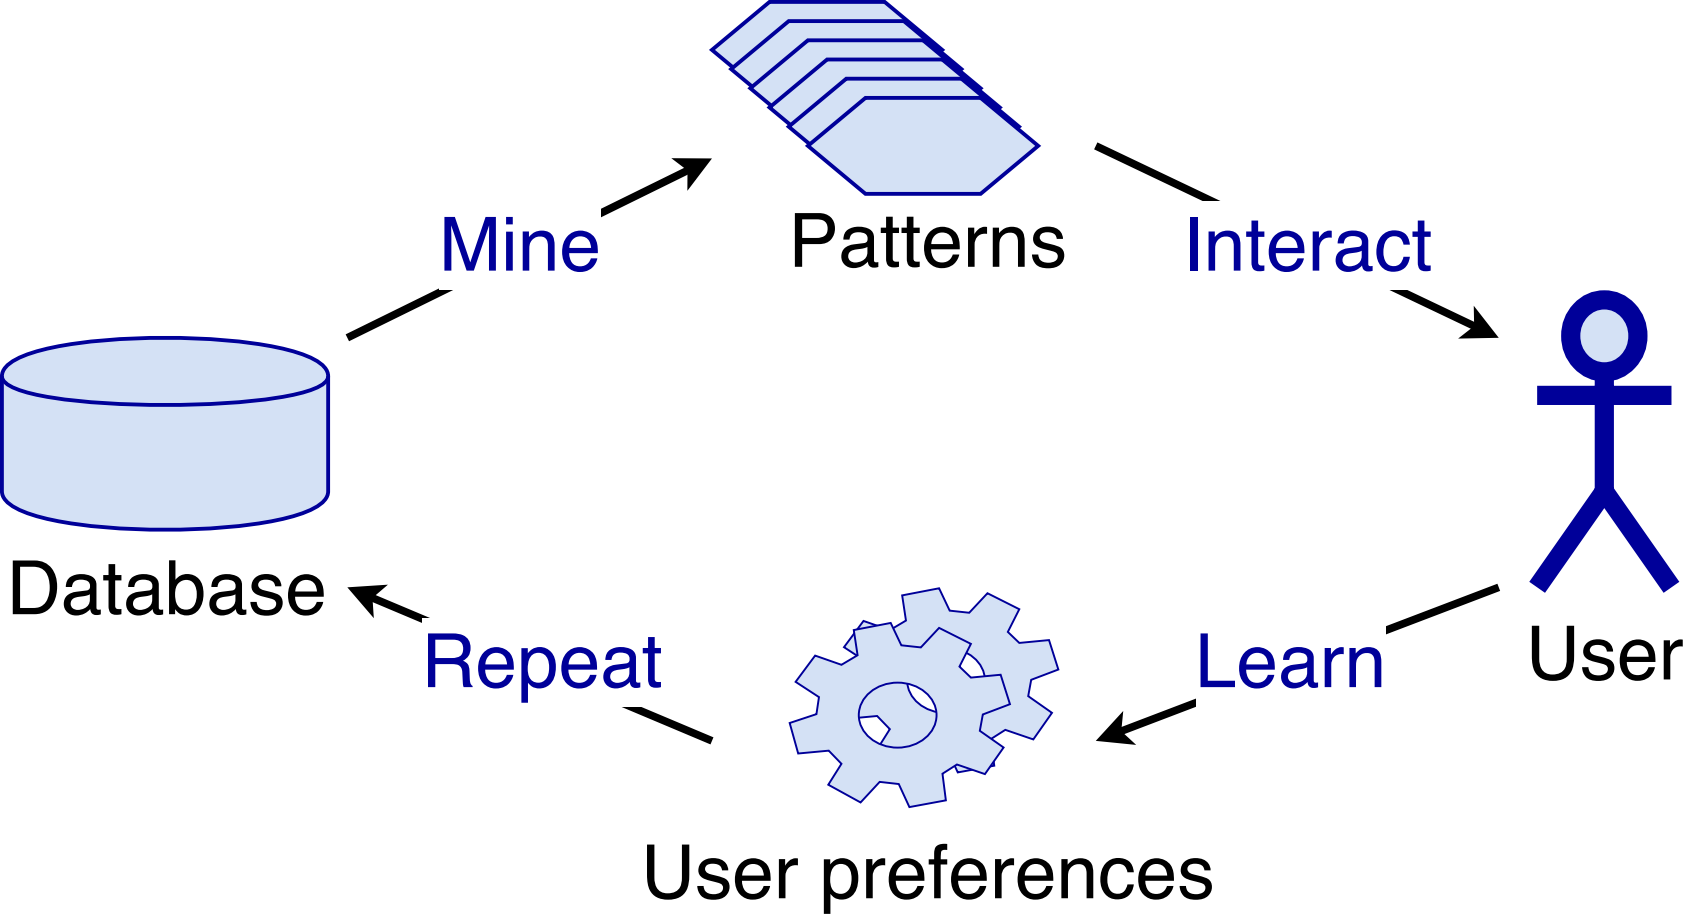 Mine
Patterns
Interact
Database
Repeat
Learn
User
User preferences